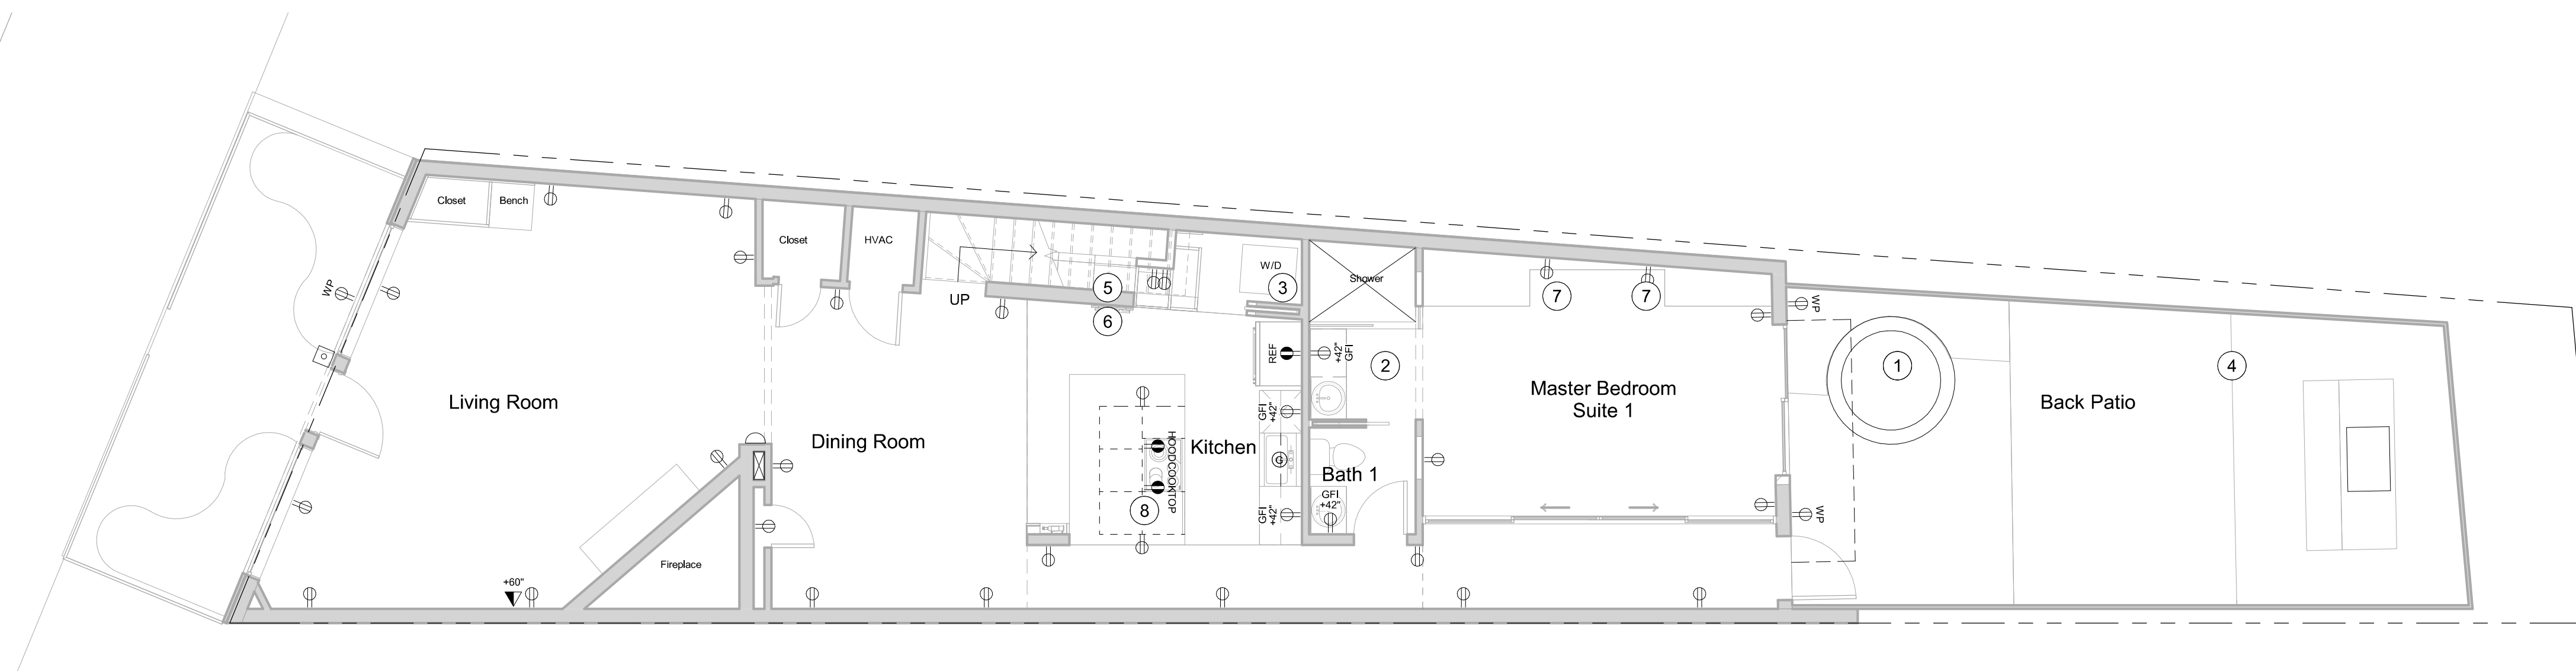 Closet
Bench
Closet
HVAC
UP
W/D
3
5
6
Shower
7
7
WP
WP
REF
+42"
GFI
2
1
4
Living Room
Dining Room
Kitchen
HOOD
COOKTOP
GFI
+42"
G
Bath 1
Master Bedroom
Suite 1
Back Patio
8
GFI
+42"
GFI
+42"
WP
Fireplace
+60"